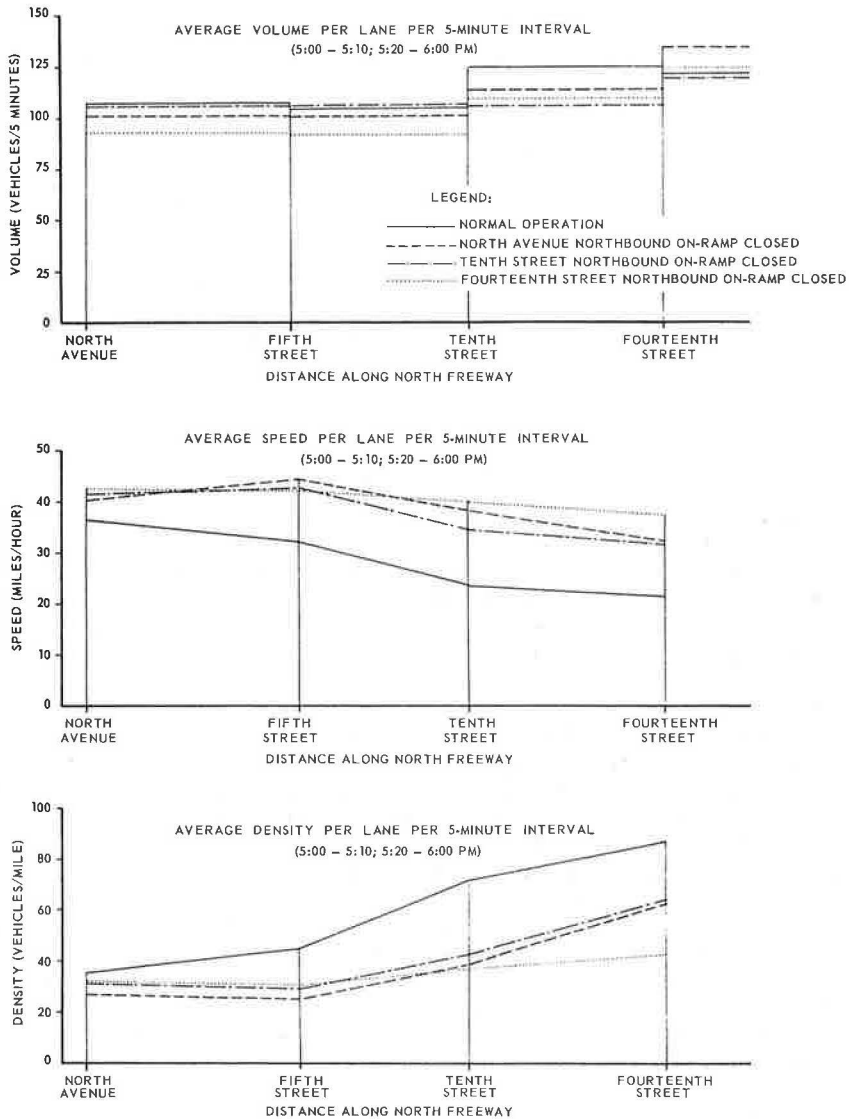 AVERAGE VOLUME PER LANE PER 5-MINUTE INTERVAL
(5:00 – 5:10; 5:20 – 6:00 PM)
VOLUME (VEHICLES/5 MINUTES)
150
125
100
75
50
25
0
LEGEND:
NORMAL OPERATION
NORTH AVENUE NORTHBOUND ON-RAMP CLOSED
TENTH STREET NORTHBOUND ON-RAMP CLOSED
FOURTEENTH STREET NORTHBOUND ON-RAMP CLOSED
NORTH AVENUE
FIFTH STREET
TENTH STREET
FOURTEENTH STREET
DISTANCE ALONG NORTH FREEWAY
AVERAGE SPEED PER LANE PER 5-MINUTE INTERVAL
(5:00 – 5:10; 5:20 – 6:00 PM)
SPEED (MILES/HOUR)
50
40
30
20
10
0
NORTH AVENUE
FIFTH STREET
TENTH STREET
FOURTEENTH STREET
DISTANCE ALONG NORTH FREEWAY
AVERAGE DENSITY PER LANE PER 5-MINUTE INTERVAL
(5:00 – 5:10; 5:20 – 6:00 PM)
DENSITY (VEHICLES/MILE)
100
80
60
40
20
0
NORTH AVENUE
FIFTH STREET
TENTH STREET
FOURTEENTH STREET
DISTANCE ALONG NORTH FREEWAY